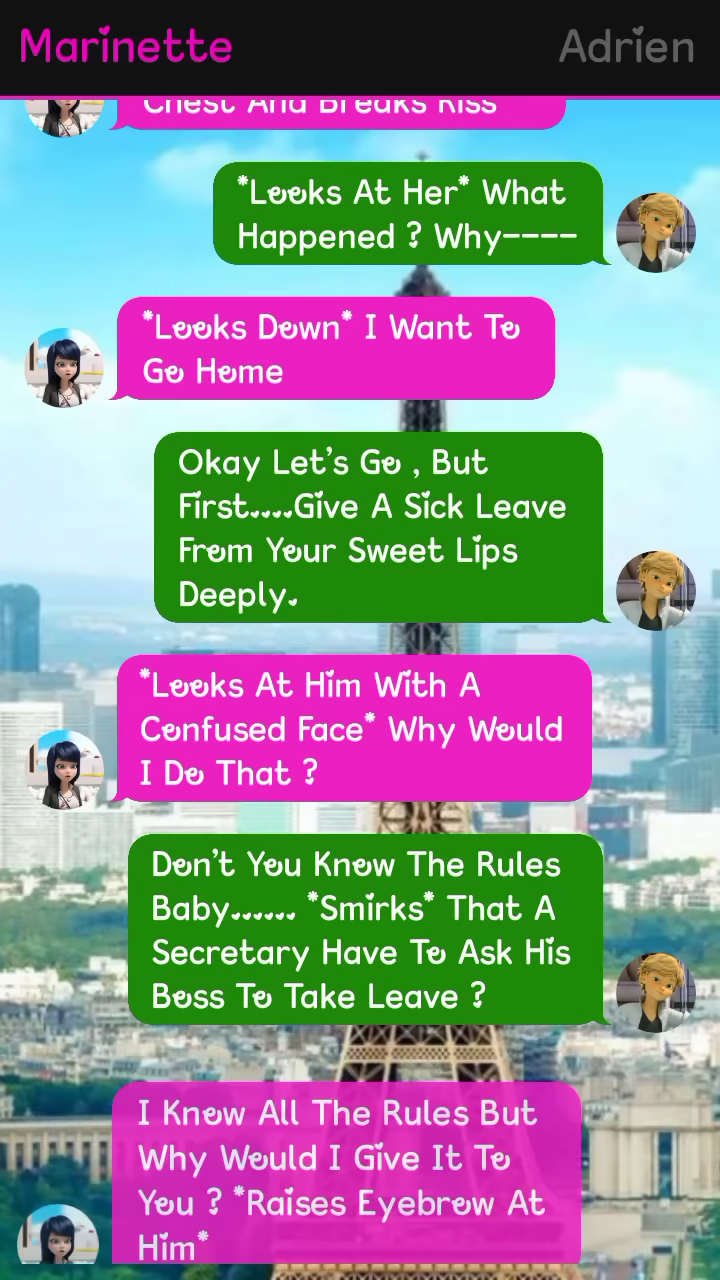 Marinette
Adrien
Chest And Breaks Kiss
*Looks At Her* What
Happened ? Why----
*Looks Down* I Want To
Go Home
Okay Let's Go , But
First....Give A Sick Leave
From Your Sweet Lips
Deeply.
*Looks At Him With A
Confused Face* Why Would
I Do That ?
Don't You Know The Rules
Baby...... *Smirks* That A
Secretary Have To Ask His
Boss To Take Leave ?
I Know All The Rules But
Why Would I Give It To
You ? *Raises Eyebrow At
Him*